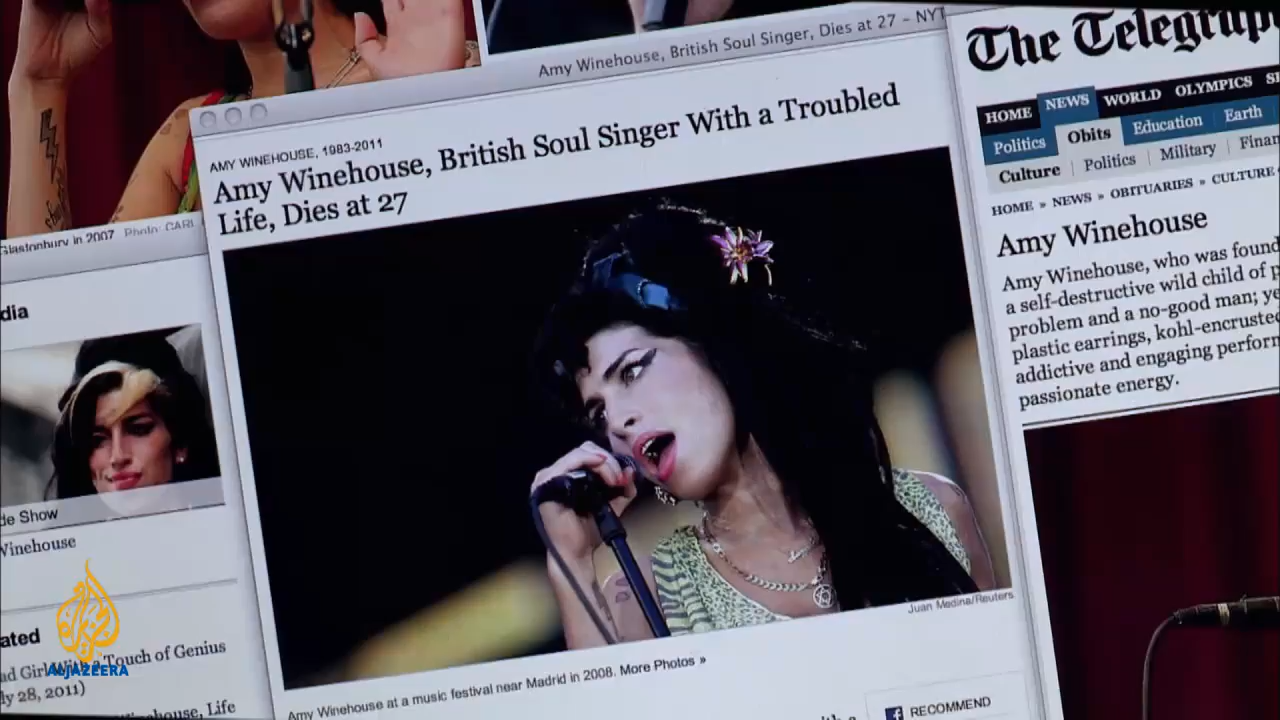 Glastonbury in 2007 Photo:
dia
de Show
Winehouse
ated
Touch of Genius
28, 2011)
Life
ALJAZEERA
Amy Winehouse, British Soul Singer, Dies at 27 – NYT
AMY WINEHOUSE, 1983-2011
Amy Winehouse, British Soul Singer With a Troubled
Life, Dies at 27
Juan Medina/Reuters
Amy Winehouse at a music festival near Madrid in 2008. More Photos »
RECOMMEND
The Telegraph
HOME NEWS WORLD OLYMPICS
Politics Obits Education Earth
Culture Politics Military
HOME » NEWS » OBITUARIES » CULTURE
Amy Winehouse
Amy Winehouse, who was found
a self-destructive wild child of
problem and a no-good man;
plastic earrings, kohl-encrusted
addictive and engaging
passionate energy.